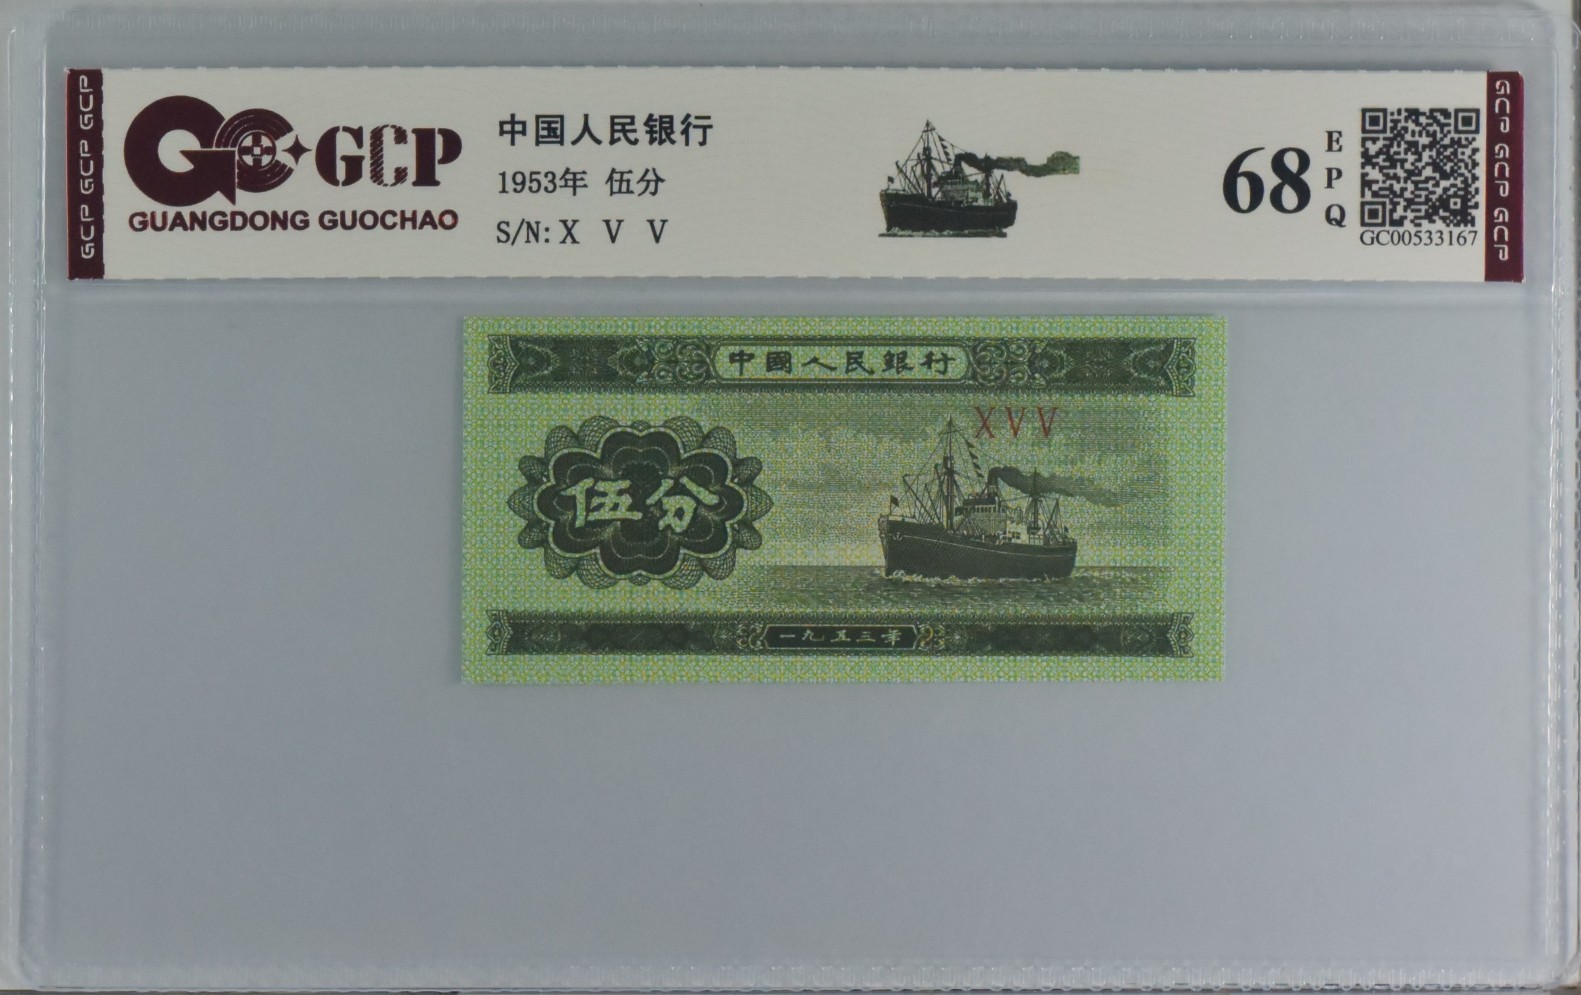 GCP GCP GCP
GCP
GUANGDONG GUOCHAO
中国人民银行
1953年 伍分
S/N: X V V
68
E
P
Q
GC00533167
GCP GCP GCP
中國人民銀行
XVV
伍分
一九五三年